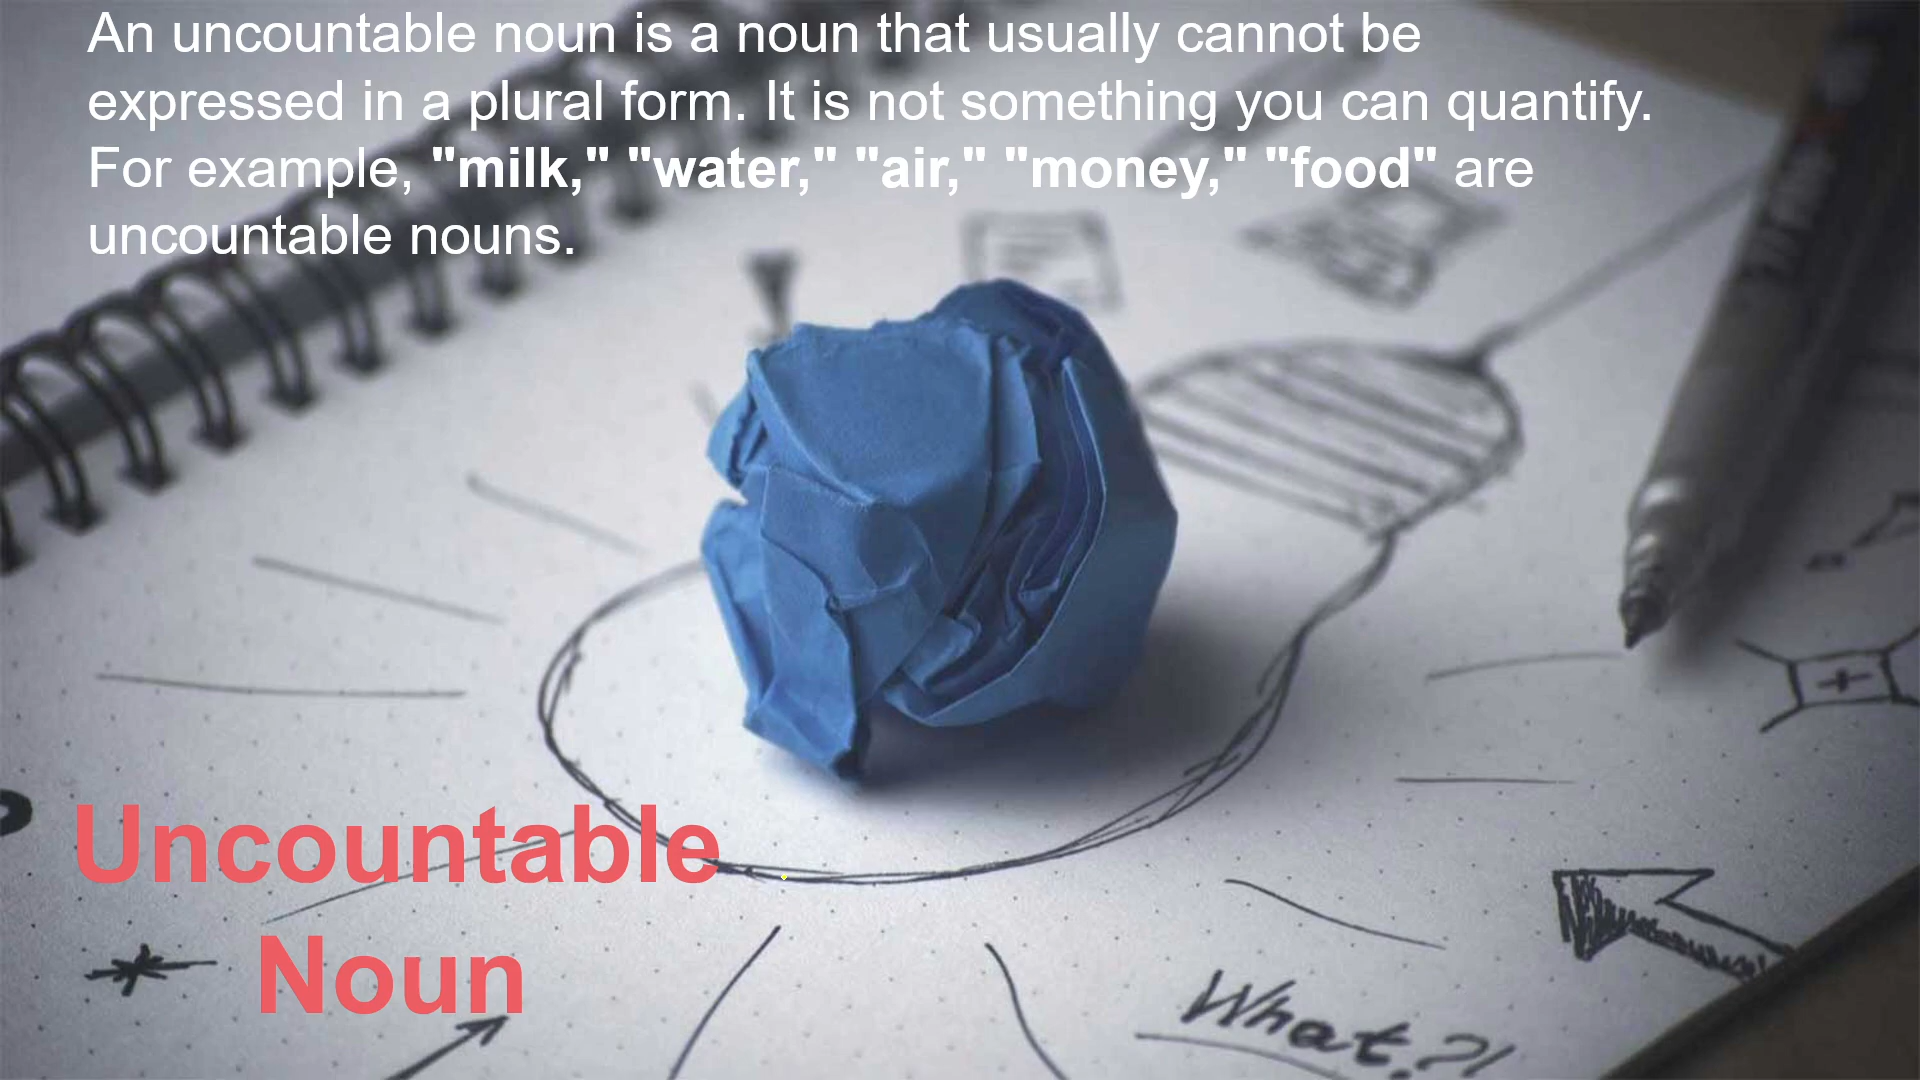 An uncountable noun is a noun that usually cannot be
expressed in a plural form. It is not something you can quantify.
For example, "milk," "water," "air," "money," "food" are
uncountable nouns.
Uncountable
Noun
What?!